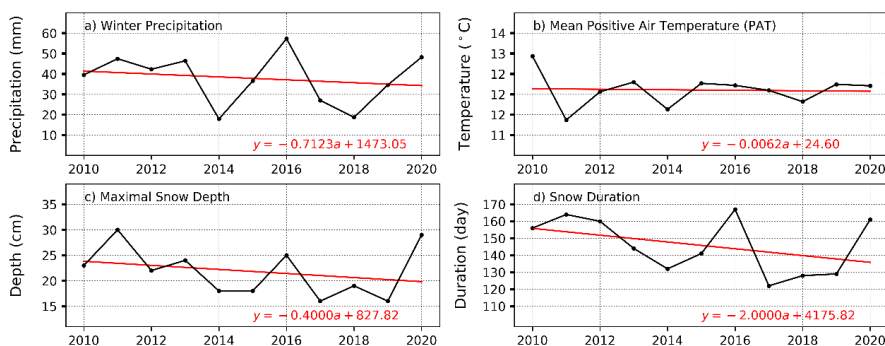 a) Winter Precipitation
Precipitation (mm)
60
50
40
30
20
10
2010 2012 2014 2016 2018 2020
y = −0.7123a + 1473.05
b) Mean Positive Air Temperature (PAT)
Temperature (°C)
14
12
12
12
11
2010 2012 2014 2016 2018 2020
y = −0.0062a + 24.60
c) Maximal Snow Depth
Depth (cm)
35
30
25
20
15
2010 2012 2014 2016 2018 2020
y = −0.4000a + 827.82
d) Snow Duration
Duration (day)
170
160
150
140
130
120
110
2010 2012 2014 2016 2018 2020
y = −2.0000a + 4175.82